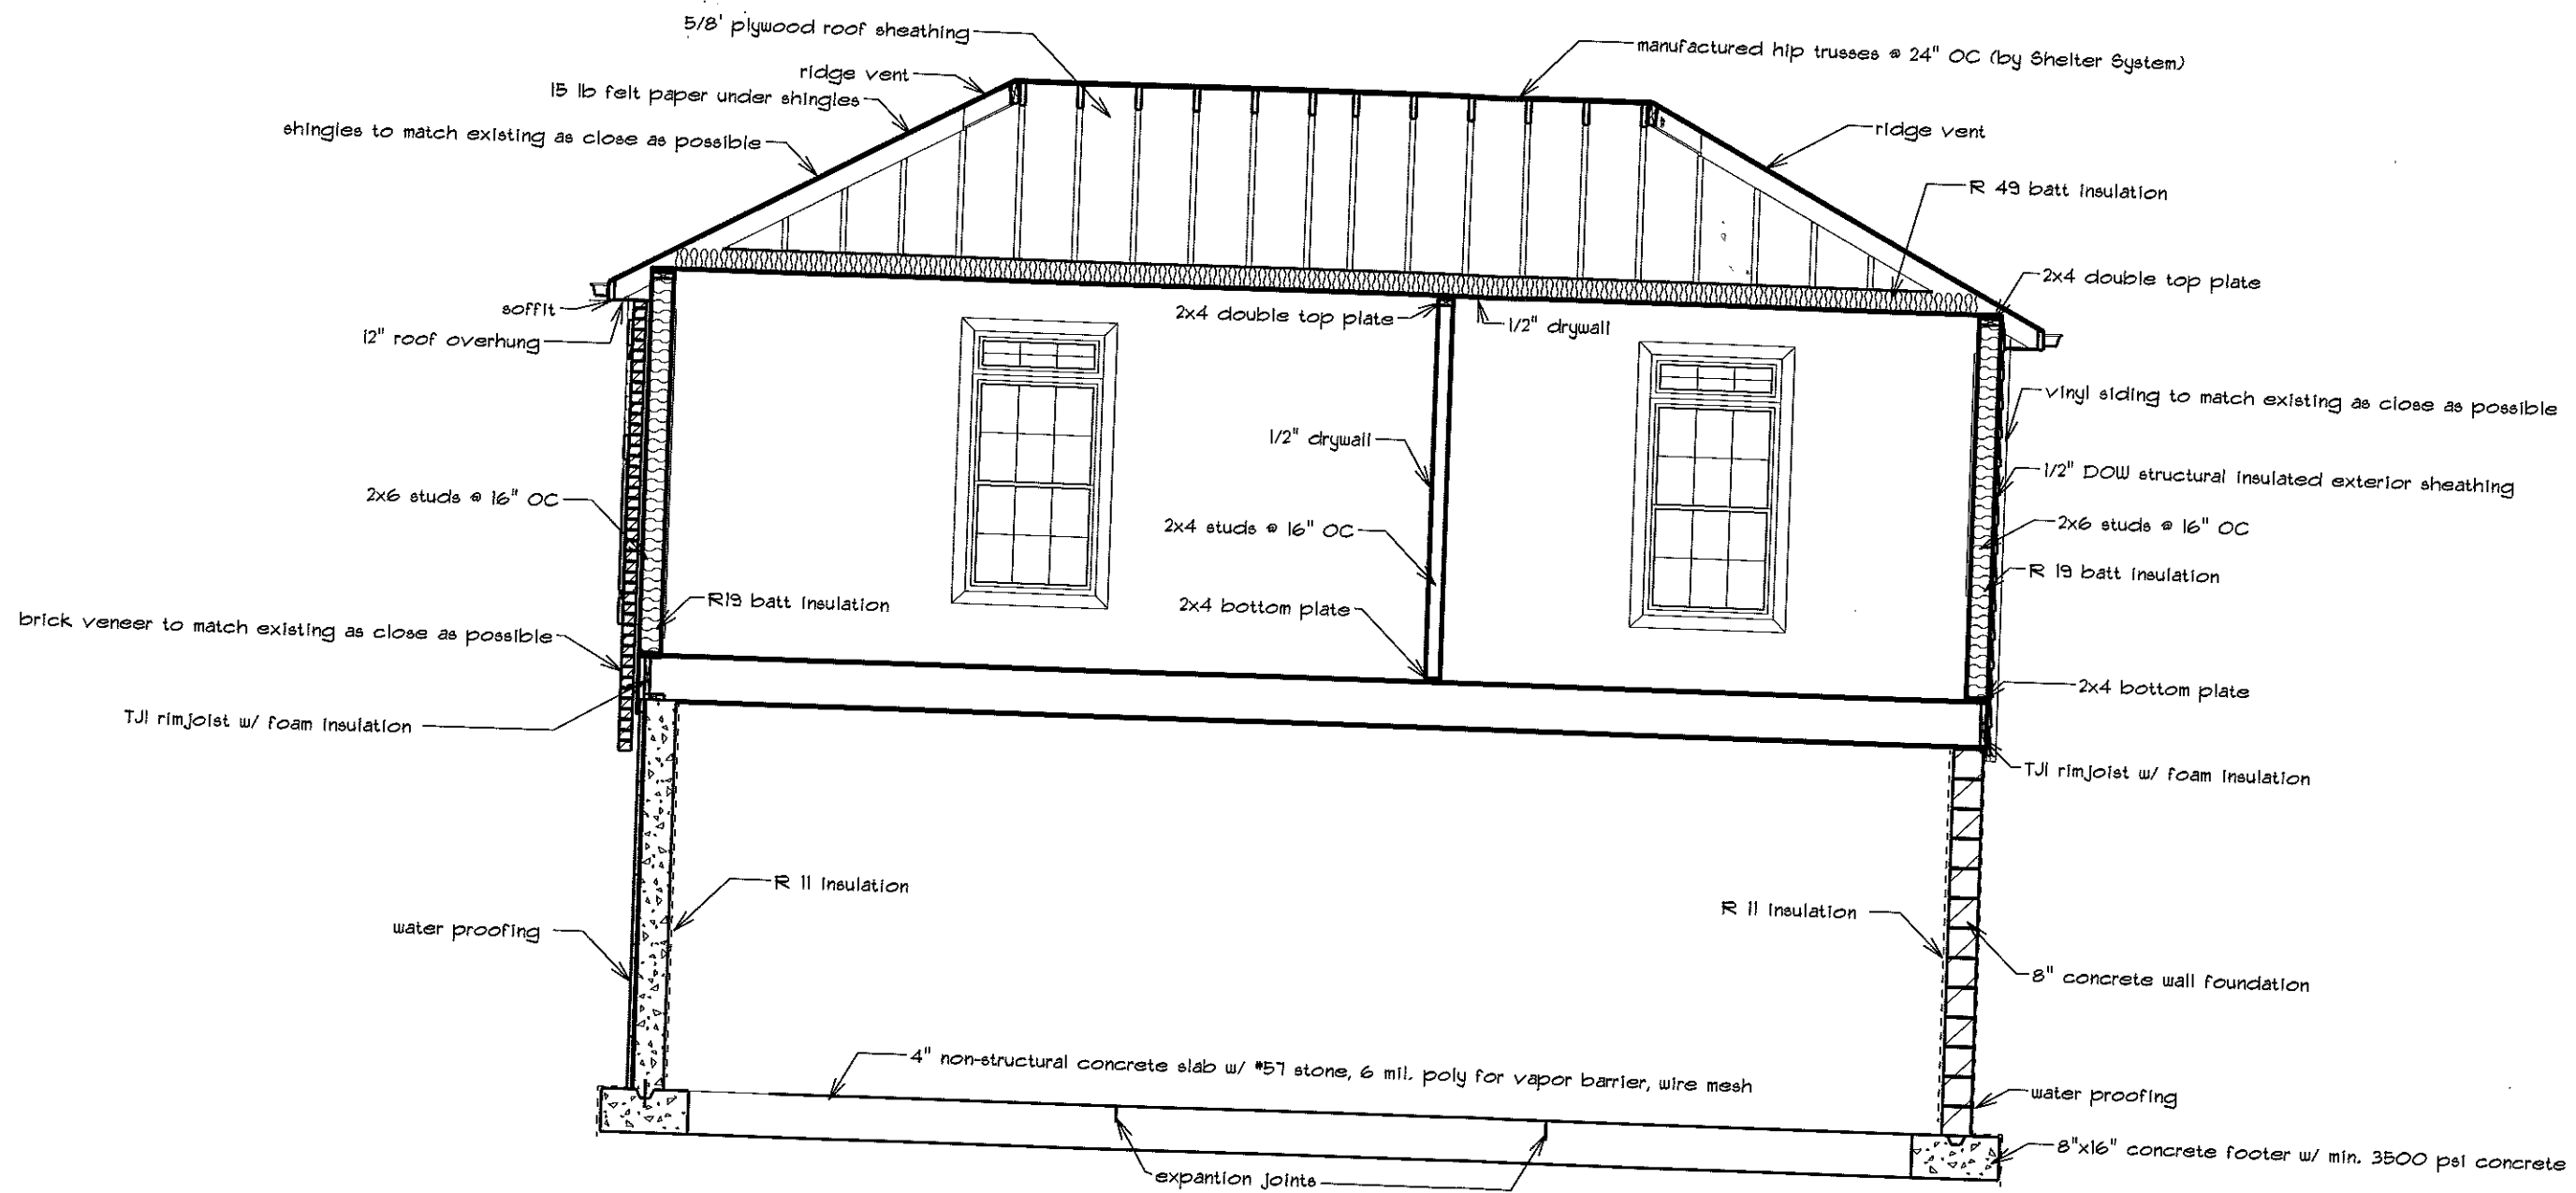 5/8' plywood roof sheathing
manufactured hip trusses @ 24" OC (by Shelter System)
ridge vent
15 lb felt paper under shingles
shingles to match existing as close as possible
ridge vent
R 49 batt insulation
2x4 double top plate
soffit
12" roof overhung
2x4 double top plate
1/2" drywall
vinyl siding to match existing as close as possible
1/2" drywall
1/2" DOW structural insulated exterior sheathing
2x6 studs @ 16" OC
2x4 studs @ 16" OC
2x6 studs @ 16" OC
R 19 batt insulation
R19 batt insulation
2x4 bottom plate
brick veneer to match existing as close as possible
2x4 bottom plate
TJI rimjoist w/ foam insulation
TJI rimjoist w/ foam insulation
R 11 insulation
R 11 insulation
water proofing
8" concrete wall foundation
4" non-structural concrete slab w/ #57 stone, 6 mil. poly for vapor barrier, wire mesh
water proofing
8"x16" concrete footer w/ min. 3500 psi concrete
expantion joints